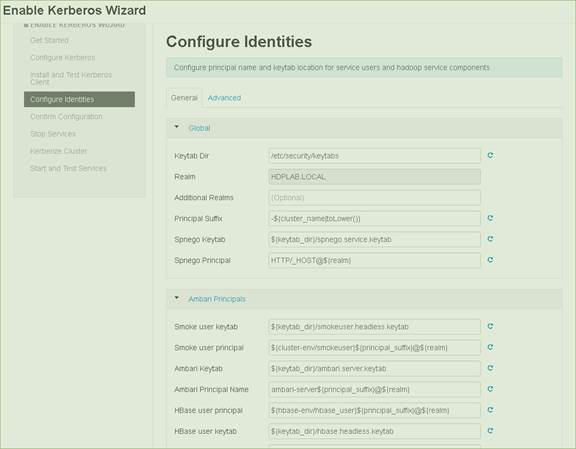 Enable Kerberos Wizard
ENABLE KERBEROS WIZARD
Get Started
Configure Kerberos
Install and Test Kerberos
Client
Configure Identities
Confirm Configuration
Stop Services
Kerberize Cluster
Start and Test Services
Configure Identities
Configure principal name and keytab location for service users and hadoop service components.
General
Advanced
Global
Keytab Dir
/etc/security/keytabs
Realm
HDPLAB.LOCAL
Additional Realms
(Optional)
Principal Suffix
-${cluster_name|toLower()}
Spnego Keytab
${keytab_dir}/spnego.service.keytab
Spnego Principal
HTTP/_HOST@${realm}
Ambari Principals
Smoke user keytab
${keytab_dir}/smokeuser.headless.keytab
Smoke user principal
${cluster-env/smokeuser}${principal_suffix}@${realm}
Ambari Keytab
${keytab_dir}/ambari.server.keytab
Ambari Principal Name
ambari-server${principal_suffix}@${realm}
HBase user principal
${hbase-env/hbase_user}${principal_suffix}@${realm}
HBase user keytab
${keytab_dir}/hbase.headless.keytab